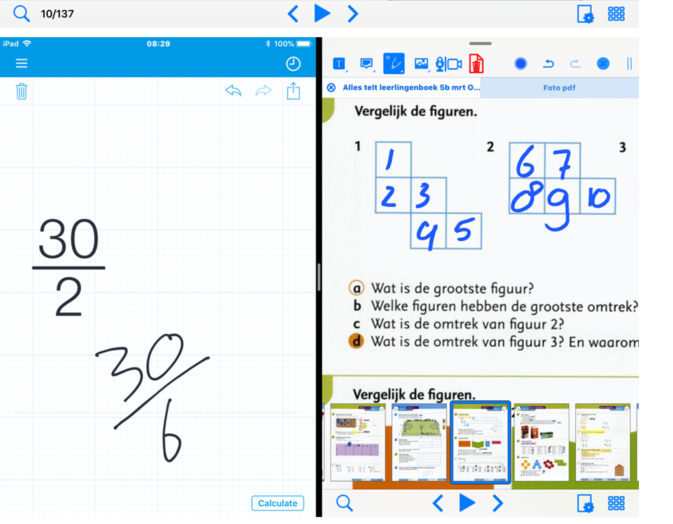 10/137
iPad 08:29 100%
Alles telt leerlingenboek 5b mrt O... Foto pdf
Vergelijk de figuren.
1 2 3
1 6 7
2 3 8 9 10
4 5
30
2
30
6
a Wat is de grootste figuur?
b Welke figuren hebben de grootste omtrek?
c Wat is de omtrek van figuur 2?
d Wat is de omtrek van figuur 3? En waarom
Vergelijk de figuren.
Calculate